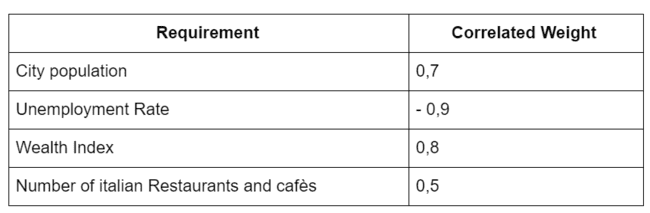 Requirement Correlated Weight
City population 0,7
Unemployment Rate - 0,9
Wealth Index 0,8
Number of italian Restaurants and cafès 0,5